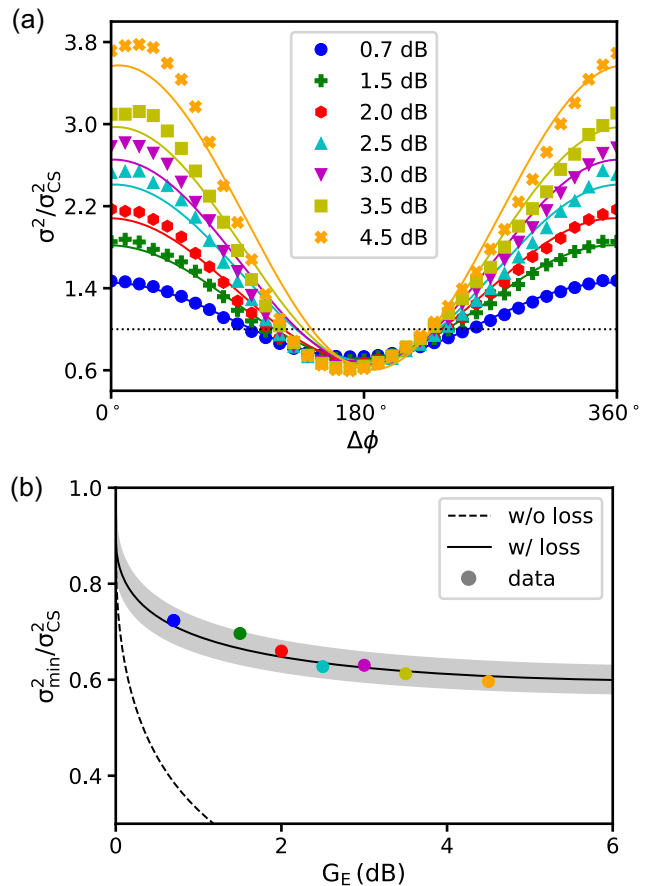 (a)
3.8
3.0
2.2
1.4
0.6
σ²/σ²CS
0.7 dB
1.5 dB
2.0 dB
2.5 dB
3.0 dB
3.5 dB
4.5 dB
0°
180°
360°
Δϕ
(b)
1.0
0.8
0.6
0.4
σ²min/σ²CS
w/o loss
w/ loss
data
0
2
4
6
GE (dB)